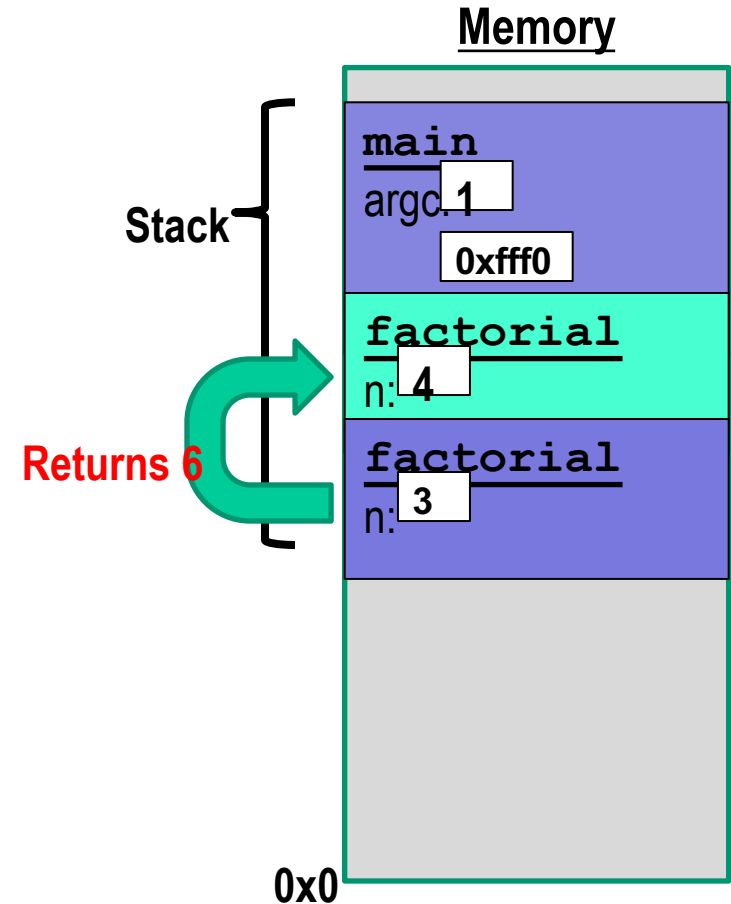 Memory
main
argc: 1
Stack
0xfff0
factorial
n: 4
Returns 6
factorial
n: 3
0x0